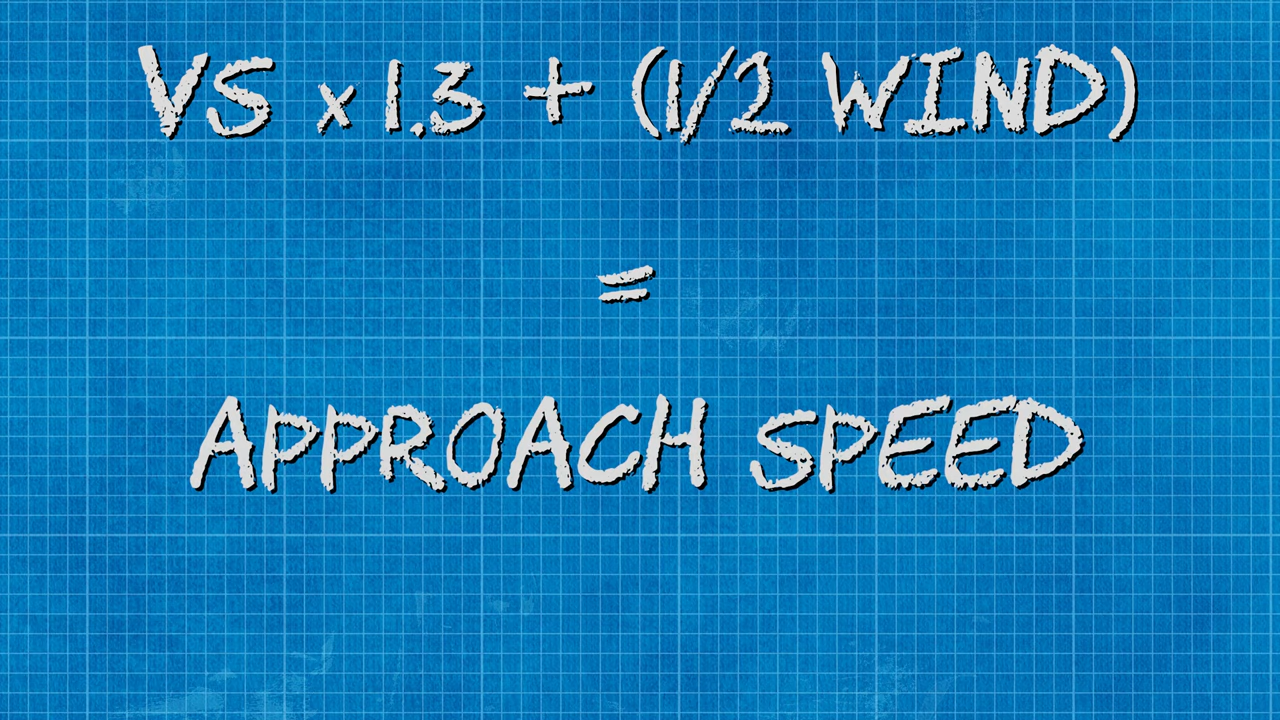 VS x 1.3 + (1/2 WIND)
=
APPROACH SPEED